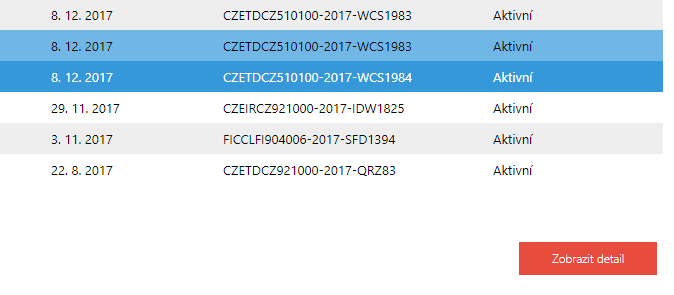 8. 12. 2017 CZETDCZ510100-2017-WCS1983 Aktivní
8. 12. 2017 CZETDCZ510100-2017-WCS1983 Aktivní
8. 12. 2017 CZETDCZ510100-2017-WCS1984 Aktivní
29. 11. 2017 CZEIRCZ921000-2017-IDW1825 Aktivní
3. 11. 2017 FICCLFI904006-2017-SFD1394 Aktivní
22. 8. 2017 CZETDCZ921000-2017-QRZ83 Aktivní
Zobrazit detail